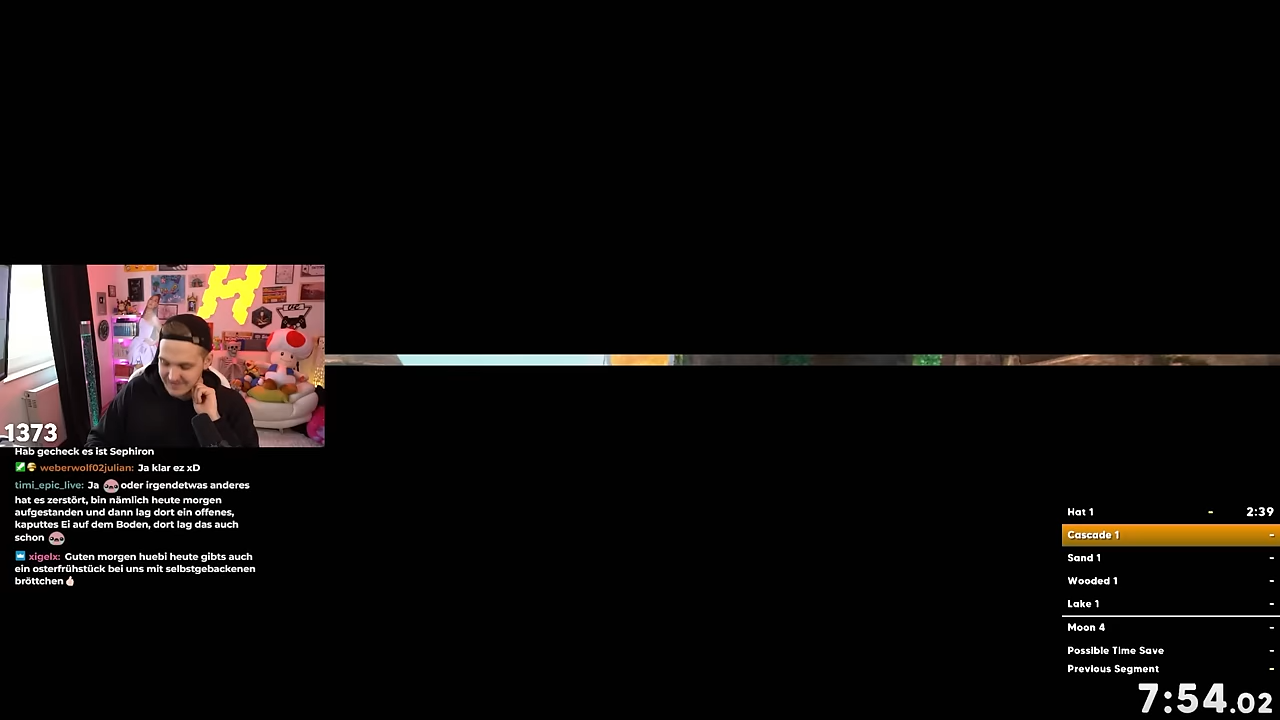 1373
Hab gecheck es ist Sephiron
weberwolf02julian: Ja klar ez xD
timi_epic_live: Ja oder irgendetwas anderes
hat es zerstört, bin nämlich heute morgen
aufgestanden und dann lag dort ein offenes,
kaputtes Ei auf dem Boden, dort lag das auch
schon
xigelx: Guten morgen huebi heute gibts auch
ein osterfrühstück bei uns mit selbstgebackenen
bröttchen👍🏻
Hat 1 - 2:39
Cascade 1 -
Sand 1 -
Wooded 1 -
Lake 1 -
Moon 4 -
Possible Time Save -
Previous Segment -
7:54.02